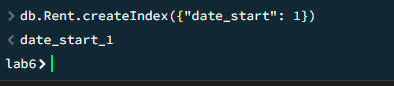 > db.Rent.createIndex({"date_start": 1})
< date_start_1
lab6>